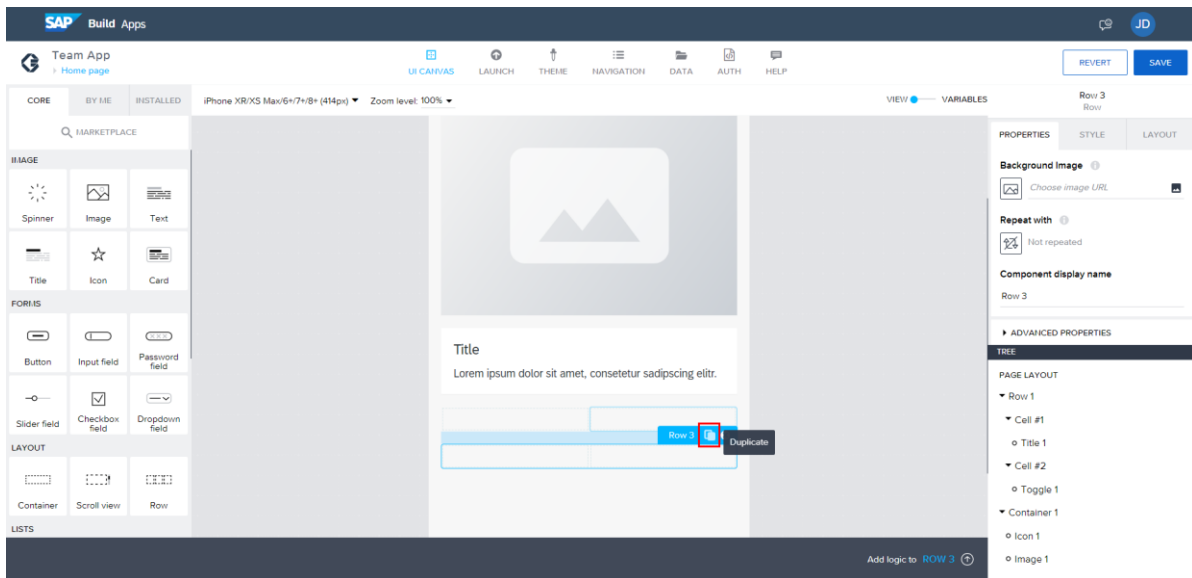 SAP Build Apps
JD
Team App
› Home page
UI CANVAS LAUNCH THEME NAVIGATION DATA AUTH HELP
REVERT SAVE
CORE BY ME INSTALLED
iPhone XR/XS Max/6+/7+/8+ (414px) Zoom level: 100%
VIEW VARIABLES
Row 3
Row
MARKETPLACE
PROPERTIES STYLE LAYOUT
IMAGE
Spinner Image Text
Title Icon Card
FORMS
Button Input field Password field
Slider field Checkbox field Dropdown field
LAYOUT
Container Scroll view Row
LISTS
Title
Lorem ipsum dolor sit amet, consetetur sadipscing elitr.
Row 3
Duplicate
Background Image
Choose image URL
Repeat with
Not repeated
Component display name
Row 3
ADVANCED PROPERTIES
TREE
PAGE LAYOUT
Row 1
Cell #1
Title 1
Cell #2
Toggle 1
Container 1
Icon 1
Image 1
Add logic to ROW 3